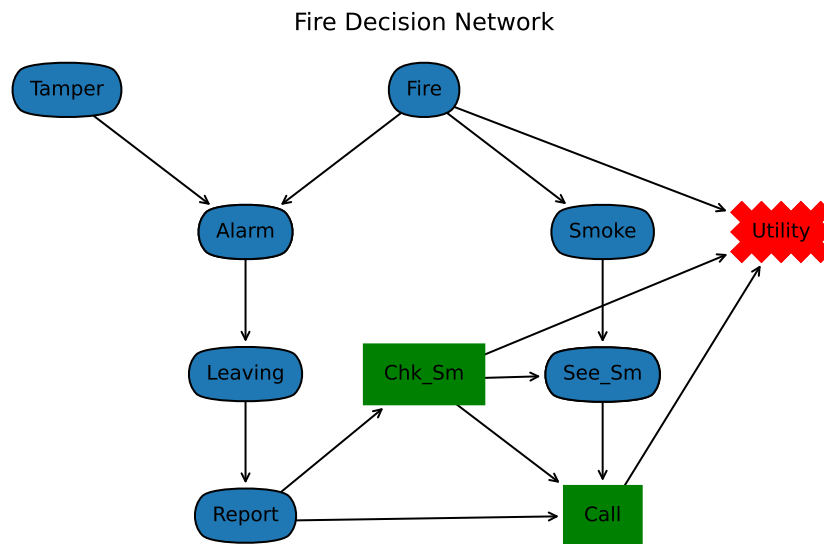 Fire Decision Network
Tamper
Fire
Alarm
Smoke
Utility
Leaving
Chk_Sm
See_Sm
Report
Call